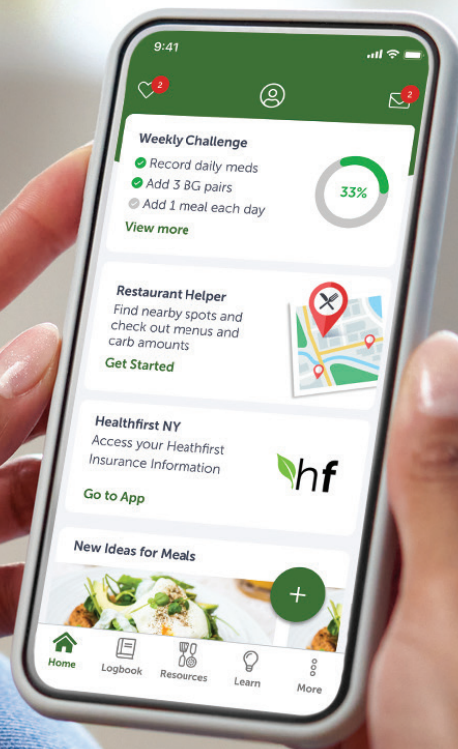 9:41
2
2
Weekly Challenge
Record daily meds
Add 3 BG pairs
Add 1 meal each day
33%
View more
Restaurant Helper
Find nearby spots and
check out menus and
carb amounts
Get Started
Healthfirst NY
Access your Heathfirst
Insurance Information
hf
Go to App
New Ideas for Meals
+
Home
Logbook
Resources
Learn
More